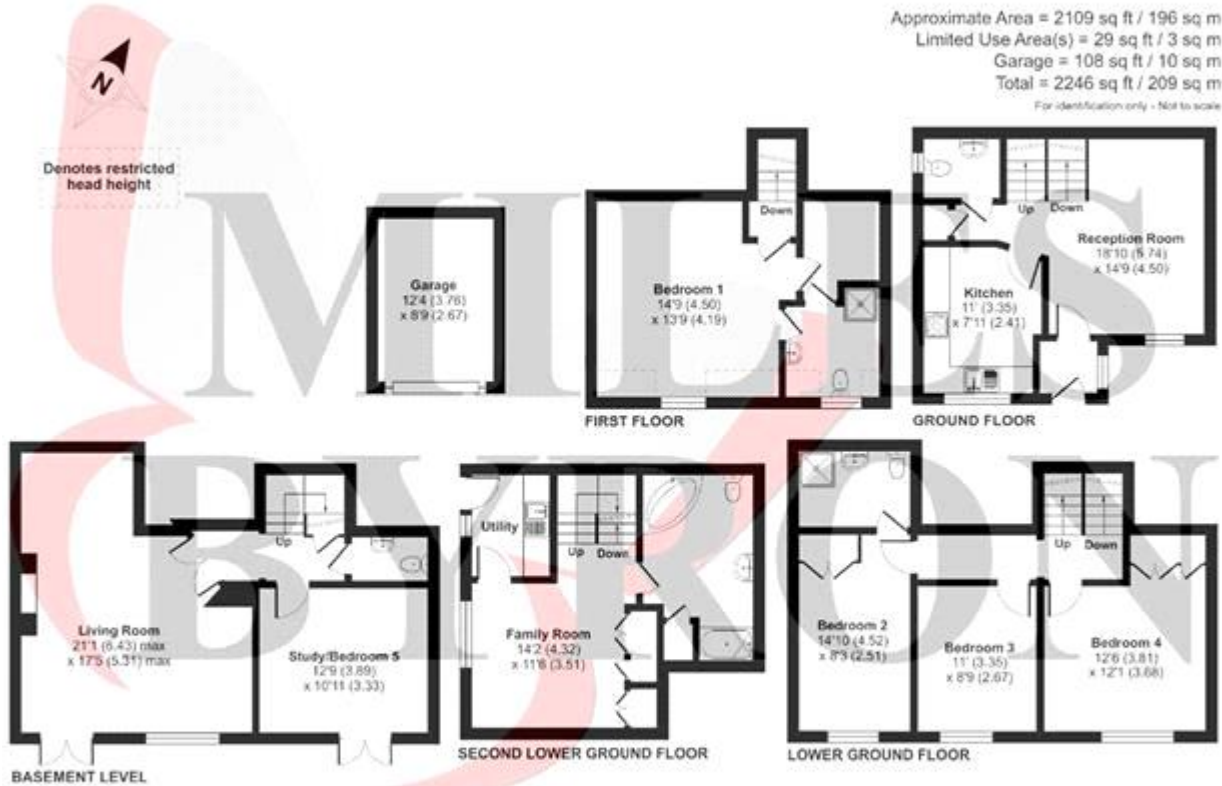 Approximate Area = 2109 sq ft / 196 sq m
Limited Use Area(s) = 29 sq ft / 3 sq m
Garage = 108 sq ft / 10 sq m
Total = 2246 sq ft / 209 sq m
For identification only - Not to scale
N
Denotes restricted
head height
MILES
BYRON
Garage
12'4 (3.76)
x 8'9 (2.67)
Down
Bedroom 1
14'9 (4.50)
x 13'9 (4.19)
FIRST FLOOR
Up
Down
Reception Room
18'10 (5.74)
x 14'9 (4.50)
Kitchen
11' (3.35)
x 7'11 (2.41)
GROUND FLOOR
Up
Living Room
21'1 (6.43) max
x 17'5 (5.31) max
Study/Bedroom 5
12'9 (3.89)
x 10'11 (3.33)
BASEMENT LEVEL
Utility
Up
Down
Family Room
14'2 (4.32)
x 11'6 (3.51)
SECOND LOWER GROUND FLOOR
Up
Down
Bedroom 2
14'10 (4.52)
x 8'3 (2.51)
Bedroom 3
11' (3.35)
x 8'9 (2.67)
Bedroom 4
12'6 (3.81)
x 12'1 (3.68)
LOWER GROUND FLOOR